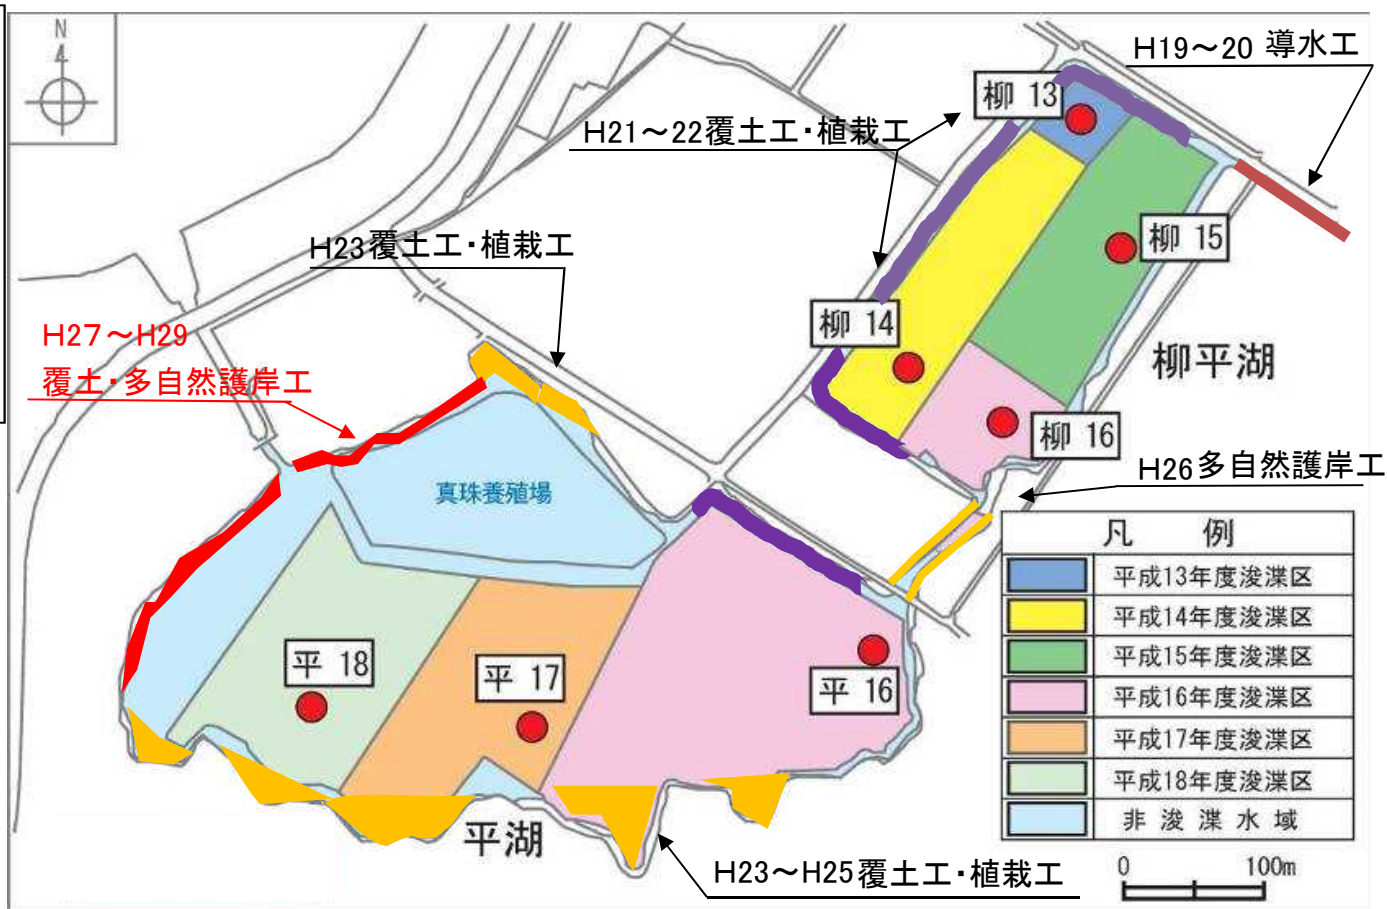 N
H19～20 導水工
柳 13
H21～22覆土工・植栽工
柳 15
H23覆土工・植栽工
柳 14
H27～H29
覆土・多自然護岸工
柳平湖
柳 16
H26多自然護岸工
真珠養殖場
凡 例
平成13年度浚渫区
平成14年度浚渫区
平成15年度浚渫区
平成16年度浚渫区
平成17年度浚渫区
平成18年度浚渫区
非浚渫水域
平 18
平 17
平 16
平湖
H23～H25覆土工・植栽工
0 100m